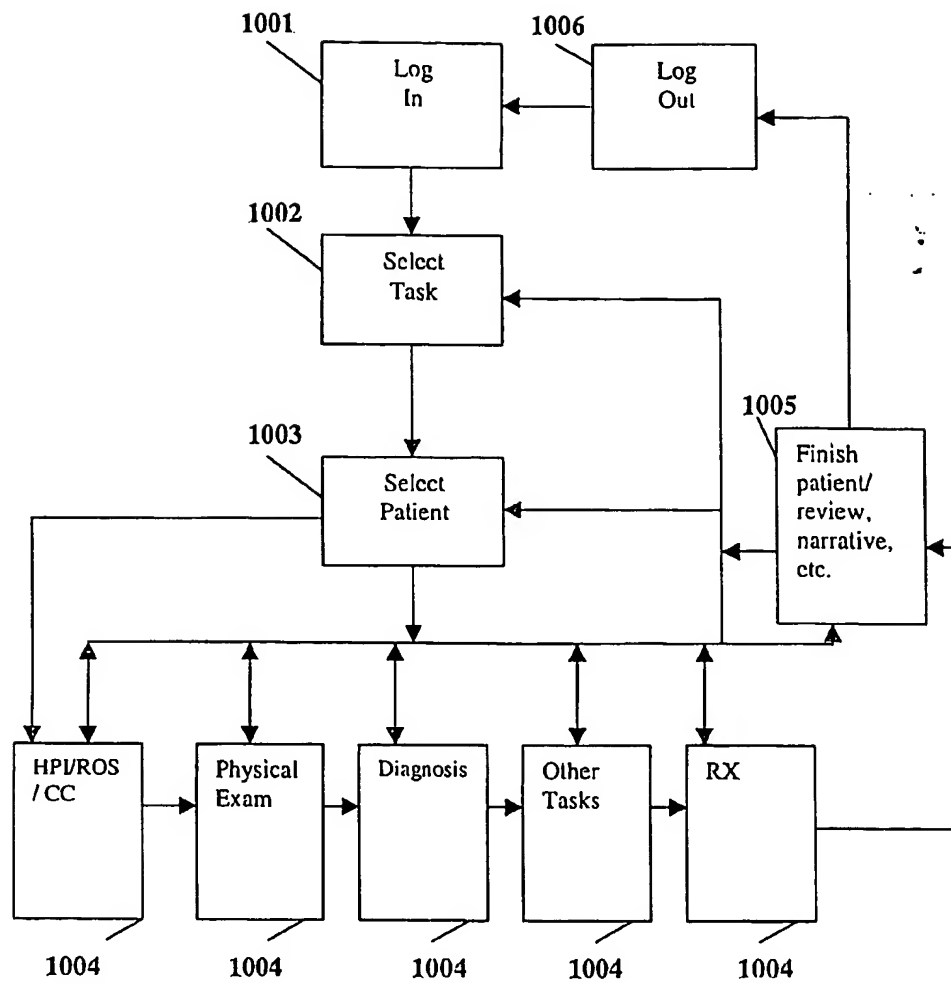 1001
Log
In
1006
Log
Out
1002
Select
Task
1003
Select
Patient
1005
Finish
patient/
review,
narrative,
etc.
HPI/ROS
/ CC
Physical
Exam
Diagnosis
Other
Tasks
RX
1004
1004
1004
1004
1004